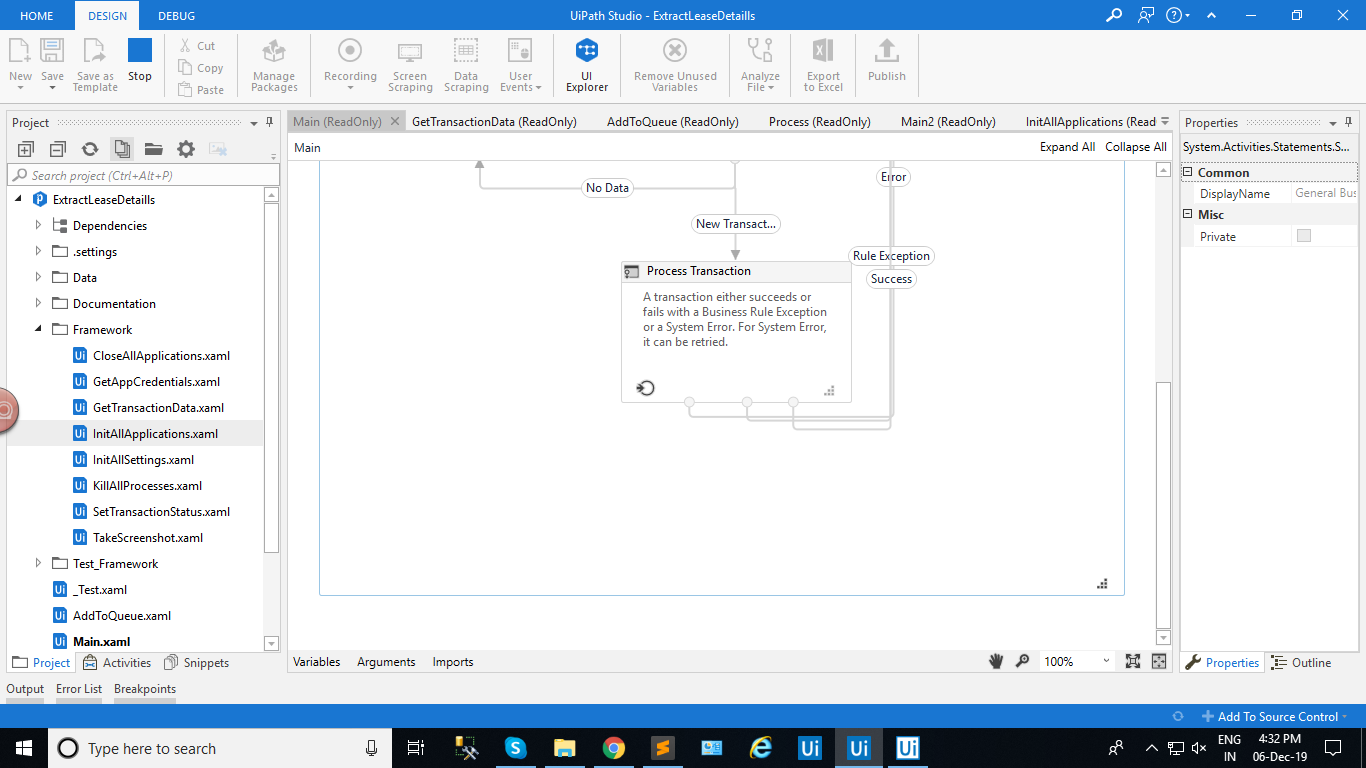 HOME
DESIGN
DEBUG
UiPath Studio - ExtractLeaseDetaills
New
Save
Save as Template
Stop
Cut
Copy
Paste
Manage Packages
Recording
Screen Scraping
Data Scraping
User Events
UI Explorer
Remove Unused Variables
Analyze File
Export to Excel
Publish
Project
Search project (Ctrl+Alt+P)
ExtractLeaseDetaills
Dependencies
.settings
Data
Documentation
Framework
CloseAllApplications.xaml
GetAppCredentials.xaml
GetTransactionData.xaml
InitAllApplications.xaml
InitAllSettings.xaml
KillAllProcesses.xaml
SetTransactionStatus.xaml
TakeScreenshot.xaml
Test_Framework
_Test.xaml
AddToQueue.xaml
Main.xaml
Project
Activities
Snippets
Main (ReadOnly)
GetTransactionData (ReadOnly)
AddToQueue (ReadOnly)
Process (ReadOnly)
Main2 (ReadOnly)
InitAllApplications (Read
Main
Expand All
Collapse All
No Data
Error
New Transact...
Rule Exception
Success
Process Transaction
A transaction either succeeds or
fails with a Business Rule Exception
or a System Error. For System Error,
it can be retried.
Variables
Arguments
Imports
100%
Properties
System.Activities.Statements.S...
Common
DisplayName
General Bus
Misc
Private
Properties
Outline
Output
Error List
Breakpoints
Add To Source Control
Type here to search
ENG
IN
4:32 PM
06-Dec-19